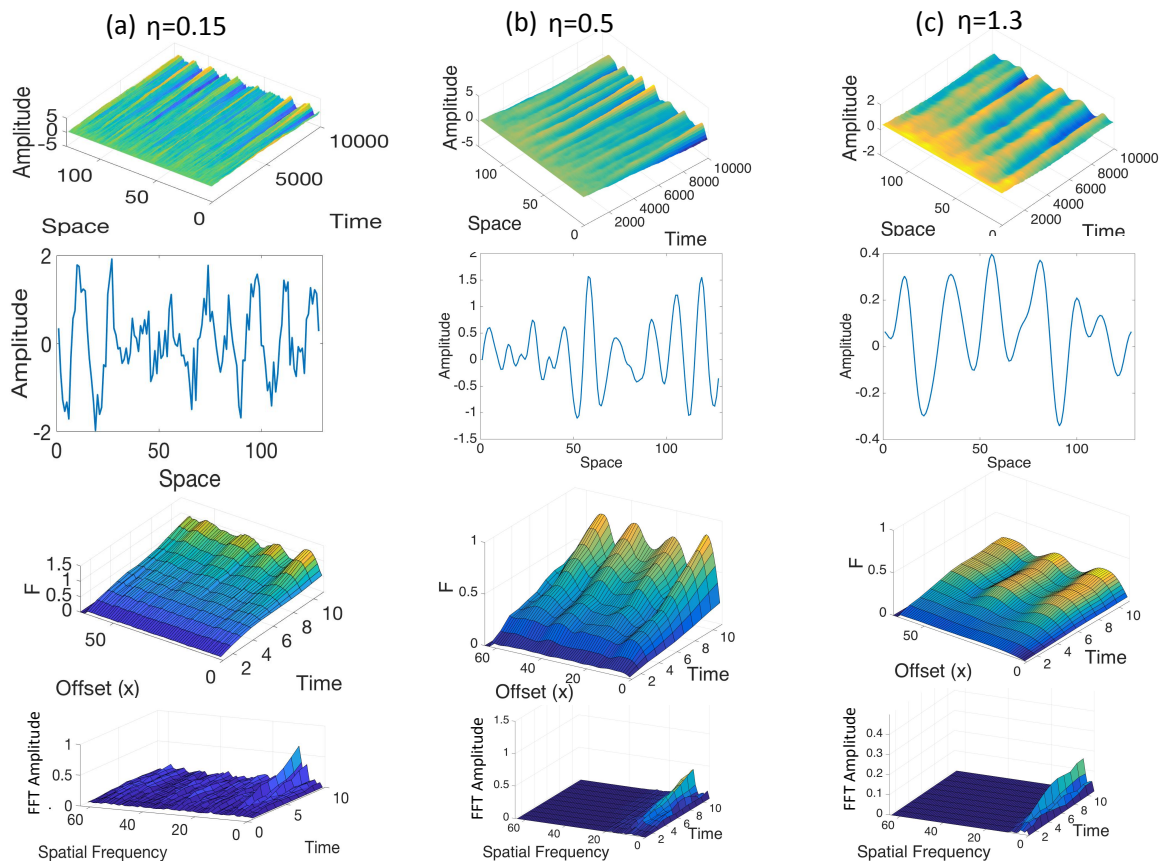 (a) η=0.15
(b) η=0.5
(c) η=1.3
Amplitude
5
0
-5
100
50
0
Space
10000
5000
Time
Amplitude
5
0
-5
100
50
0
Space
10000
8000
6000
4000
2000
Time
Amplitude
2
0
-2
100
50
0
Space
10000
8000
6000
4000
2000
Time
Amplitude
2
0
-2
0 50 100
Space
Amplitude
2
1.5
1
0.5
0
-0.5
-1
-1.5
0 50 100
Space
Amplitude
0.4
0.2
0
-0.2
-0.4
0 50 100
Space
F
1.5
1
0.5
0
50
0
Offset (x)
2 4 6 8 10
Time
F
1
0.5
0
60 40 20 0
Offset (x)
2 4 6 8 10
Time
F
1
0.5
0
50
0
Offset (x)
2 4 6 8 10
Time
FFT Amplitude
1
0.5
0
60 40 20 0
Spatial Frequency
0 5 10
Time
FFT Amplitude
1.5
1
0.5
0
60 40 20 0
Spatial Frequency
2 4 6 8 10
Time
FFT Amplitude
0.4
0.3
0.2
0.1
0
60 40 20 0
Spatial Frequency
2 4 6 8 10
Time